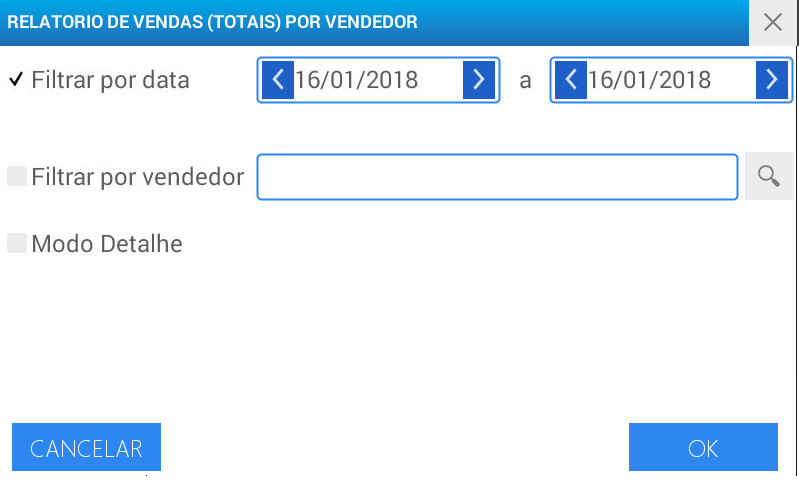 RELATORIO DE VENDAS (TOTAIS) POR VENDEDOR
Filtrar por data 16/01/2018 a 16/01/2018
Filtrar por vendedor
Modo Detalhe
CANCELAR OK